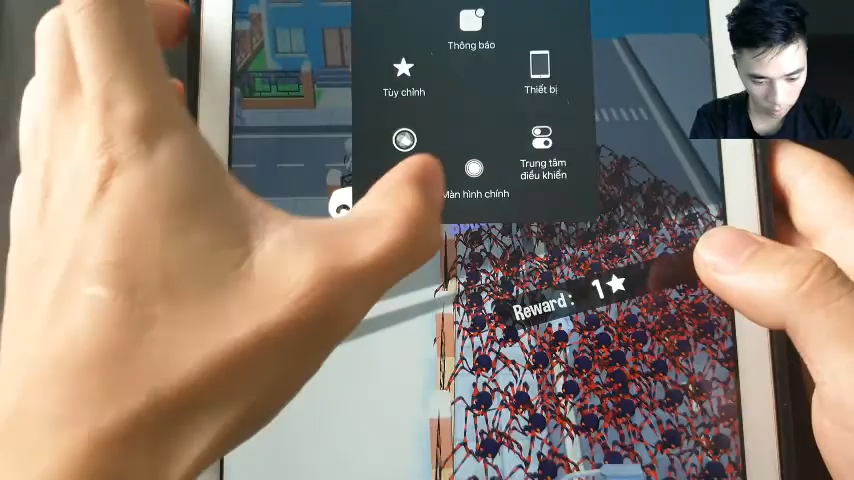 Thông báo
Tùy chỉnh
Thiết bị
Trung tâm
điều khiển
Màn hình chính
Reward: 1